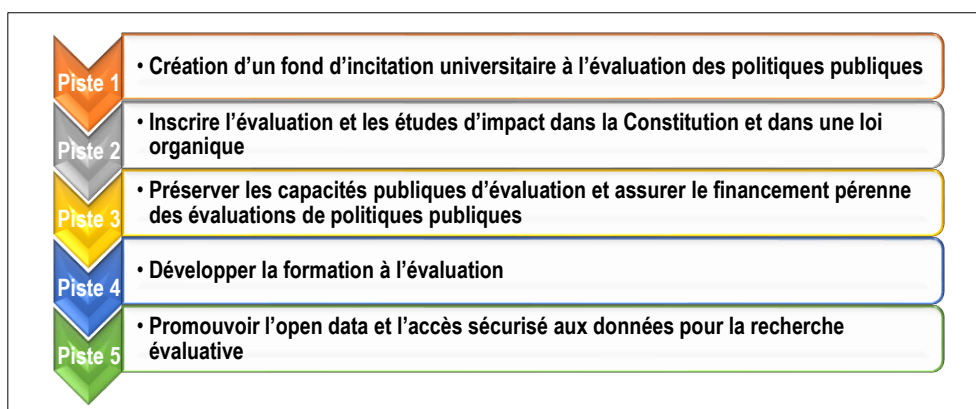 Piste 1
• Création d’un fond d’incitation universitaire à l’évaluation des politiques publiques
Piste 2
• Inscrire l’évaluation et les études d’impact dans la Constitution et dans une loi
organique
Piste 3
• Préserver les capacités publiques d’évaluation et assurer le financement pérenne
des évaluations de politiques publiques
Piste 4
• Développer la formation à l’évaluation
Piste 5
• Promouvoir l’open data et l’accès sécurisé aux données pour la recherche
évaluative